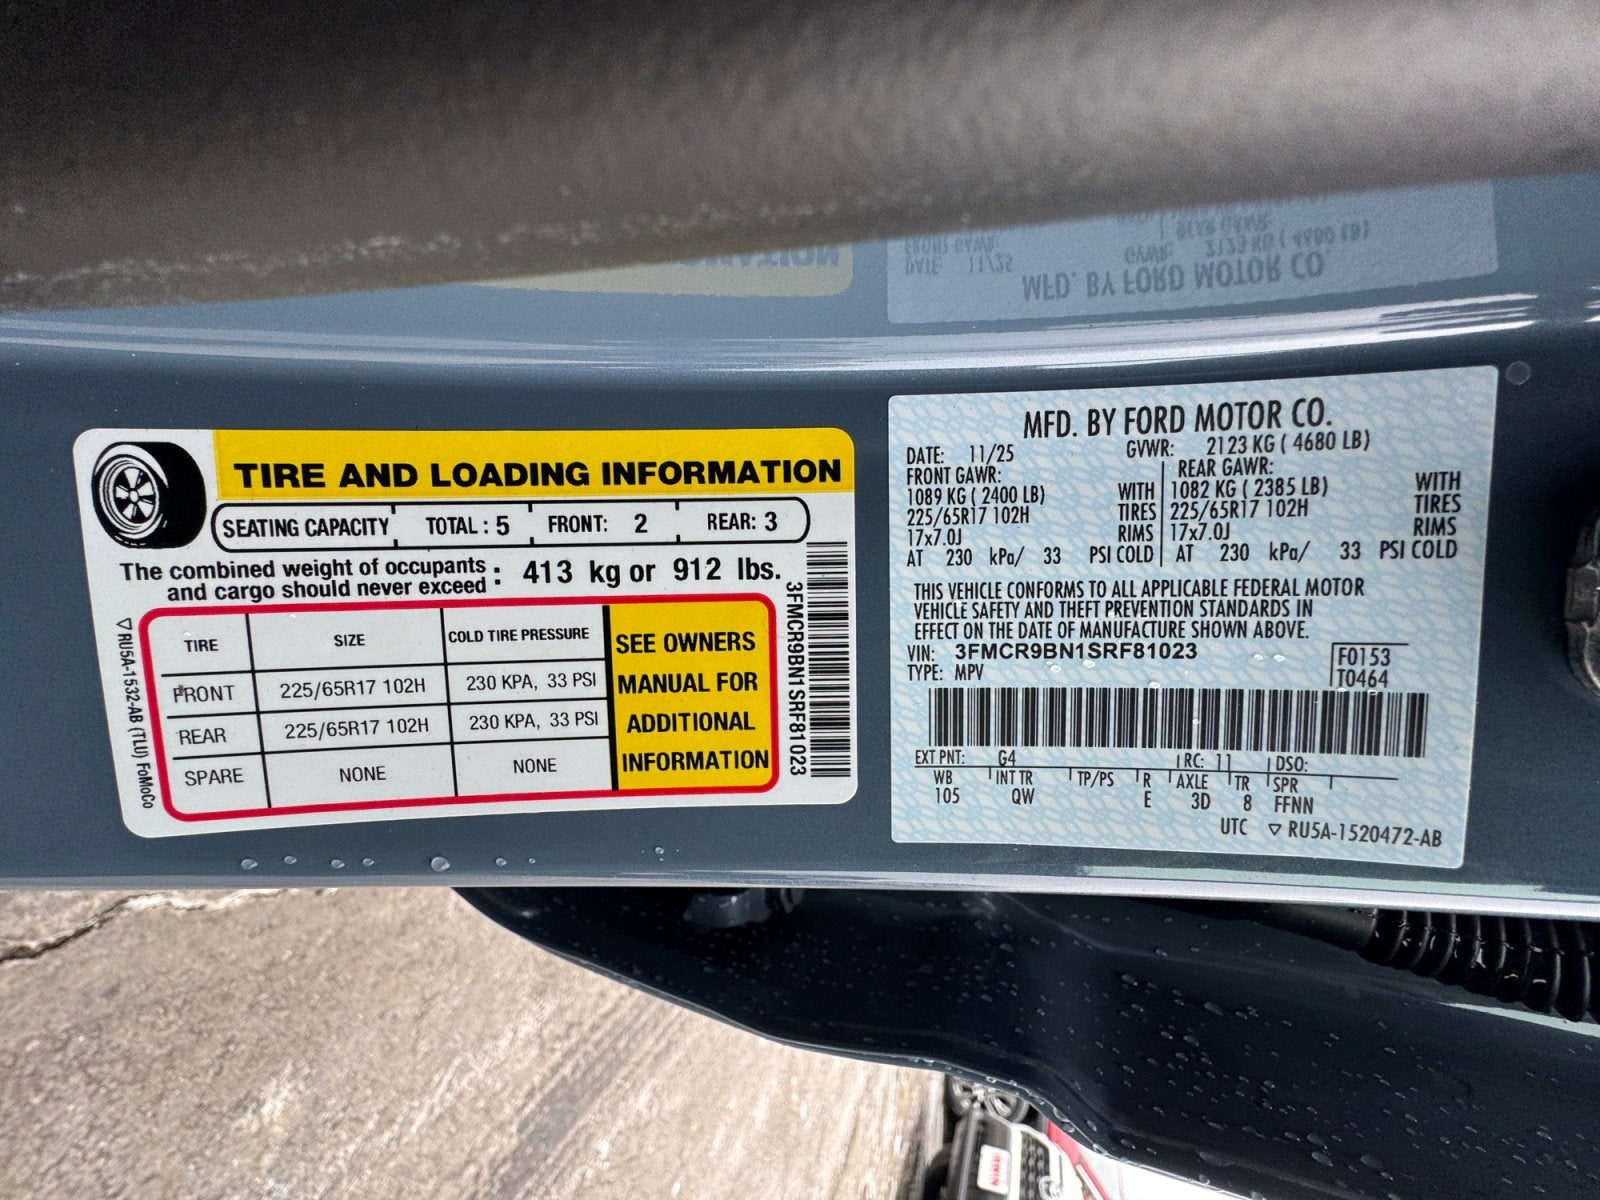 TIRE AND LOADING INFORMATION
SEATING CAPACITY TOTAL : 5 FRONT: 2 REAR: 3
The combined weight of occupants
and cargo should never exceed : 413 kg or 912 lbs.
TIRE SIZE COLD TIRE PRESSURE
FRONT 225/65R17 102H 230 KPA, 33 PSI
REAR 225/65R17 102H 230 KPA, 33 PSI
SPARE NONE NONE
SEE OWNERS
MANUAL FOR
ADDITIONAL
INFORMATION
3FMCR9BN1SRF81023
▽RU5A-1532-AB (TLU) FoMoCo
MFD. BY FORD MOTOR CO.
DATE: 11/25 GVWR: 2123 KG ( 4680 LB)
FRONT GAWR: REAR GAWR:
1089 KG ( 2400 LB) WITH 1082 KG ( 2385 LB) WITH
225/65R17 102H TIRES 225/65R17 102H TIRES
17x7.0J RIMS 17x7.0J RIMS
AT 230 kPa/ 33 PSI COLD AT 230 kPa/ 33 PSI COLD
THIS VEHICLE CONFORMS TO ALL APPLICABLE FEDERAL MOTOR
VEHICLE SAFETY AND THEFT PREVENTION STANDARDS IN
EFFECT ON THE DATE OF MANUFACTURE SHOWN ABOVE.
VIN: 3FMCR9BN1SRF81023
TYPE: MPV
F0153
T0464
EXT PNT: G4 RC: 11 DSO:
WB INT TR TP/PS R AXLE TR SPR
105 QW E 3D 8 FFNN
UTC ▽ RU5A-1520472-AB